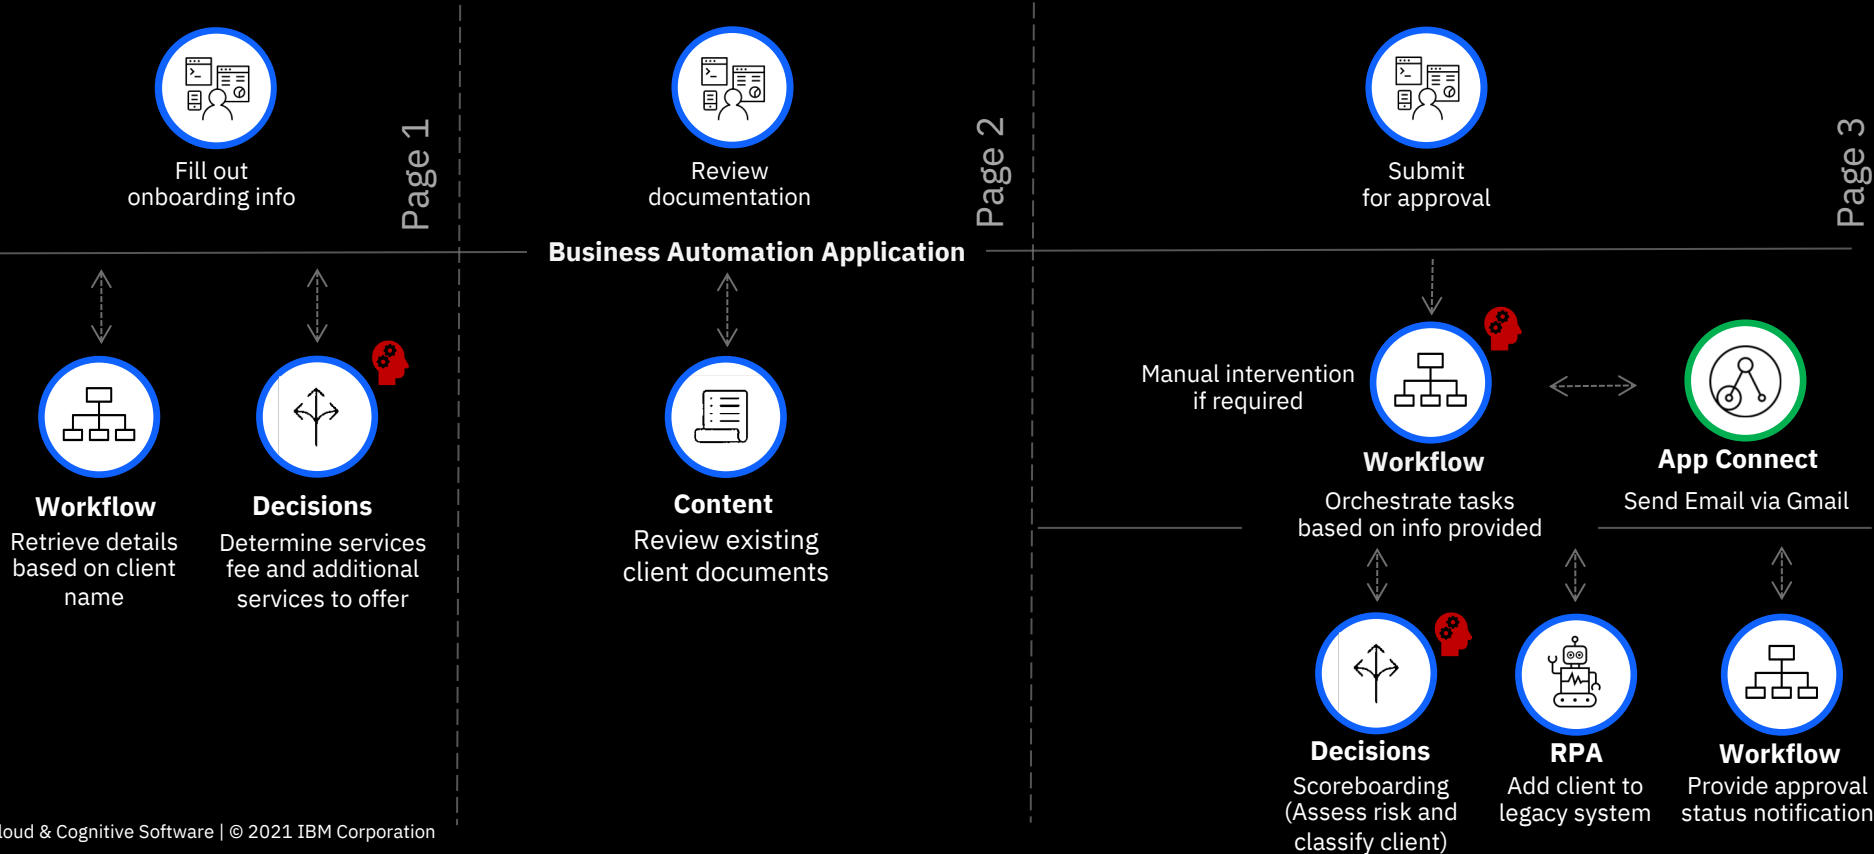 Fill out
onboarding info
Page 1
Review
documentation
Page 2
Submit
for approval
Page 3
Business Automation Application
Workflow
Retrieve details
based on client
name
Decisions
Determine services
fee and additional
services to offer
Content
Review existing
client documents
Manual intervention
if required
Workflow
Orchestrate tasks
based on info provided
App Connect
Send Email via Gmail
Decisions
Scoreboarding
(Assess risk and
classify client)
RPA
Add client to
legacy system
Workflow
Provide approval
status notification
loud & Cognitive Software | © 2021 IBM Corporation